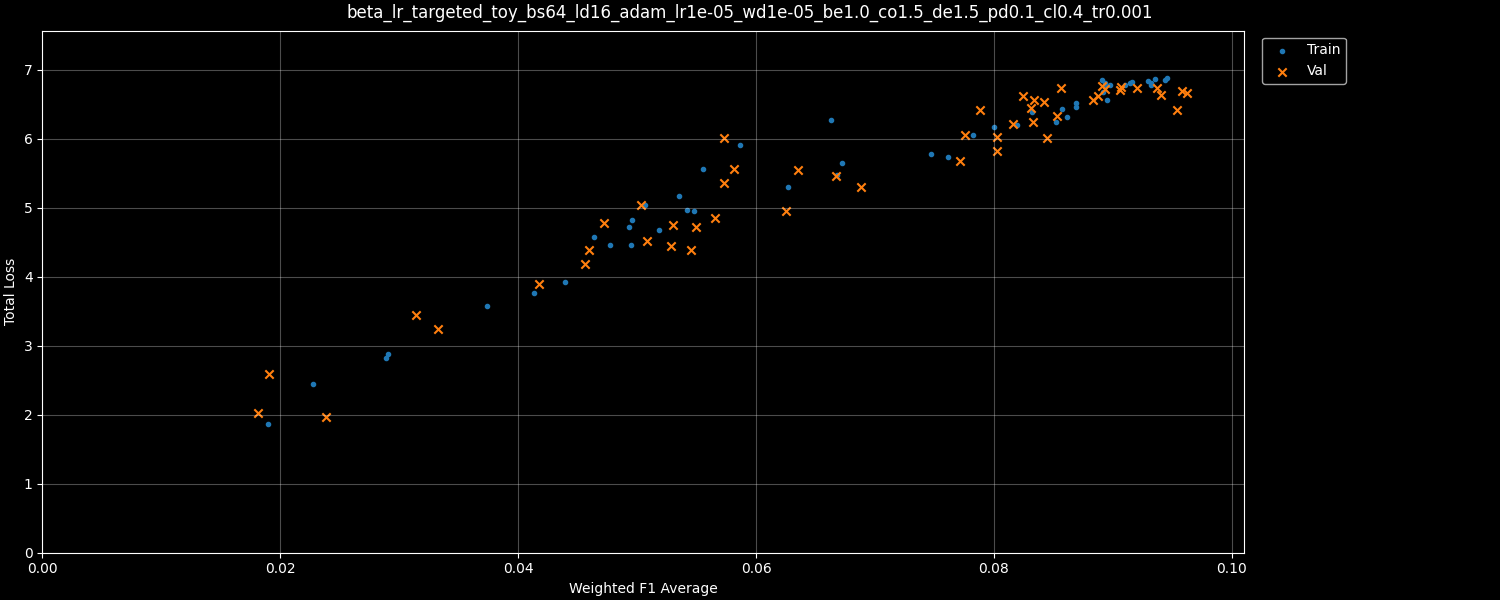 beta_lr_targeted_toy_bs64_ld16_adam_lr1e-05_wd1e-05_be1.0_co1.5_de1.5_pd0.1_cl0.4_tr0.001
Train
Val
7
6
5
4
3
2
1
0
Total Loss
0.00 0.02 0.04 0.06 0.08 0.10
Weighted F1 Average